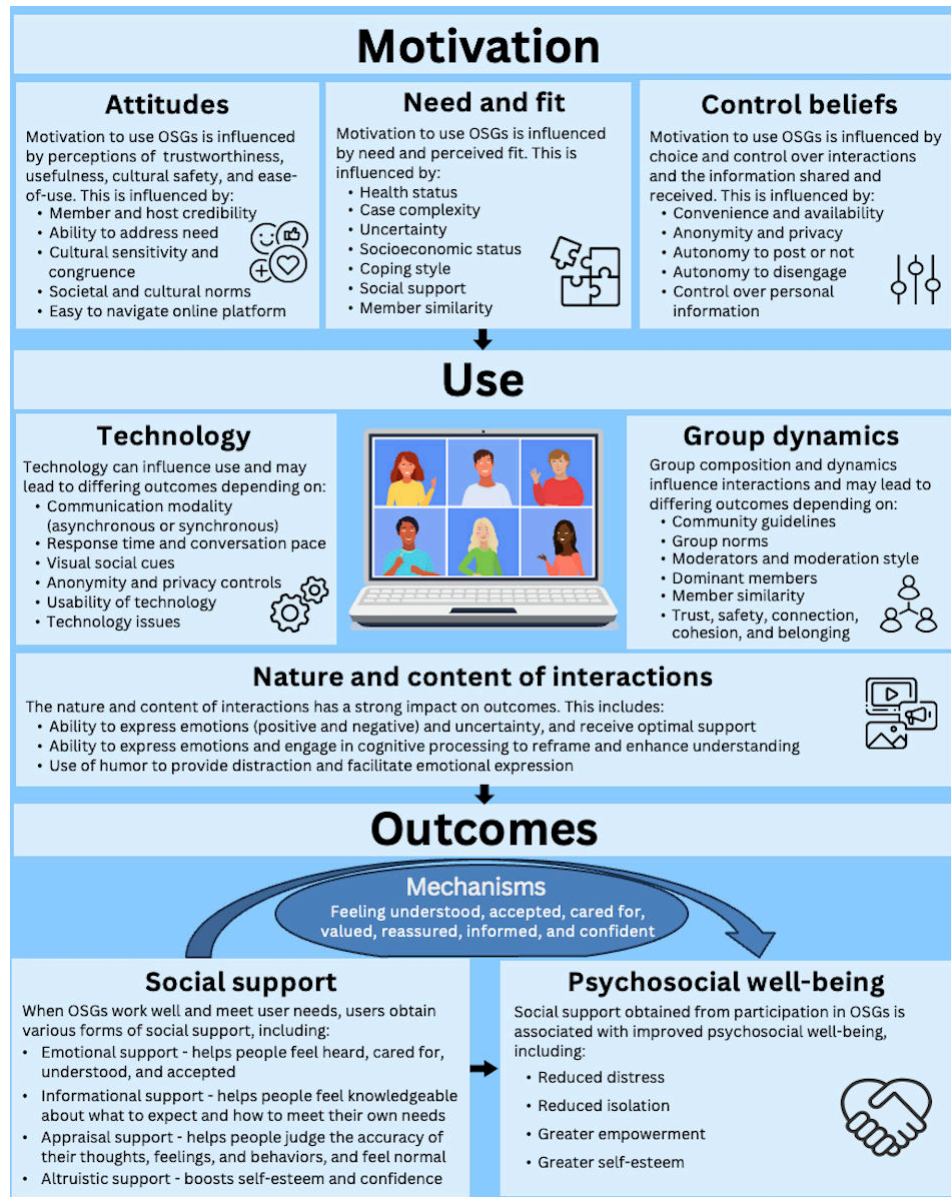 Motivation
Attitudes
Motivation to use OSGs is influenced
by perceptions of trustworthiness,
usefulness, cultural safety, and ease-
of-use. This is influenced by:
• Member and host credibility
• Ability to address need
• Cultural sensitivity and
congruence
• Societal and cultural norms
• Easy to navigate online platform
Need and fit
Motivation to use OSGs is influenced
by need and perceived fit. This is
influenced by:
• Health status
• Case complexity
• Uncertainty
• Socioeconomic status
• Coping style
• Social support
• Member similarity
Control beliefs
Motivation to use OSGs is influenced by
choice and control over interactions
and the information shared and
received. This is influenced by:
• Convenience and availability
• Anonymity and privacy
• Autonomy to post or not
• Autonomy to disengage
• Control over personal
information
Use
Technology
Technology can influence use and may
lead to differing outcomes depending on:
• Communication modality
(asynchronous or synchronous)
• Response time and conversation pace
• Visual social cues
• Anonymity and privacy controls
• Usability of technology
• Technology issues
Group dynamics
Group composition and dynamics
influence interactions and may lead to
differing outcomes depending on:
• Community guidelines
• Group norms
• Moderators and moderation style
• Dominant members
• Member similarity
• Trust, safety, connection,
cohesion, and belonging
Nature and content of interactions
The nature and content of interactions has a strong impact on outcomes. This includes:
• Ability to express emotions (positive and negative) and uncertainty, and receive optimal support
• Ability to express emotions and engage in cognitive processing to reframe and enhance understanding
• Use of humor to provide distraction and facilitate emotional expression
Outcomes
Mechanisms
Feeling understood, accepted, cared for,
valued, reassured, informed, and confident
Social support
When OSGs work well and meet user needs, users obtain
various forms of social support, including:
• Emotional support - helps people feel heard, cared for,
understood, and accepted
• Informational support - helps people feel knowledgeable
about what to expect and how to meet their own needs
• Appraisal support - helps people judge the accuracy of
their thoughts, feelings, and behaviors, and feel normal
• Altruistic support - boosts self-esteem and confidence
Psychosocial well-being
Social support obtained from participation in OSGs is
associated with improved psychosocial well-being,
including:
• Reduced distress
• Reduced isolation
• Greater empowerment
• Greater self-esteem